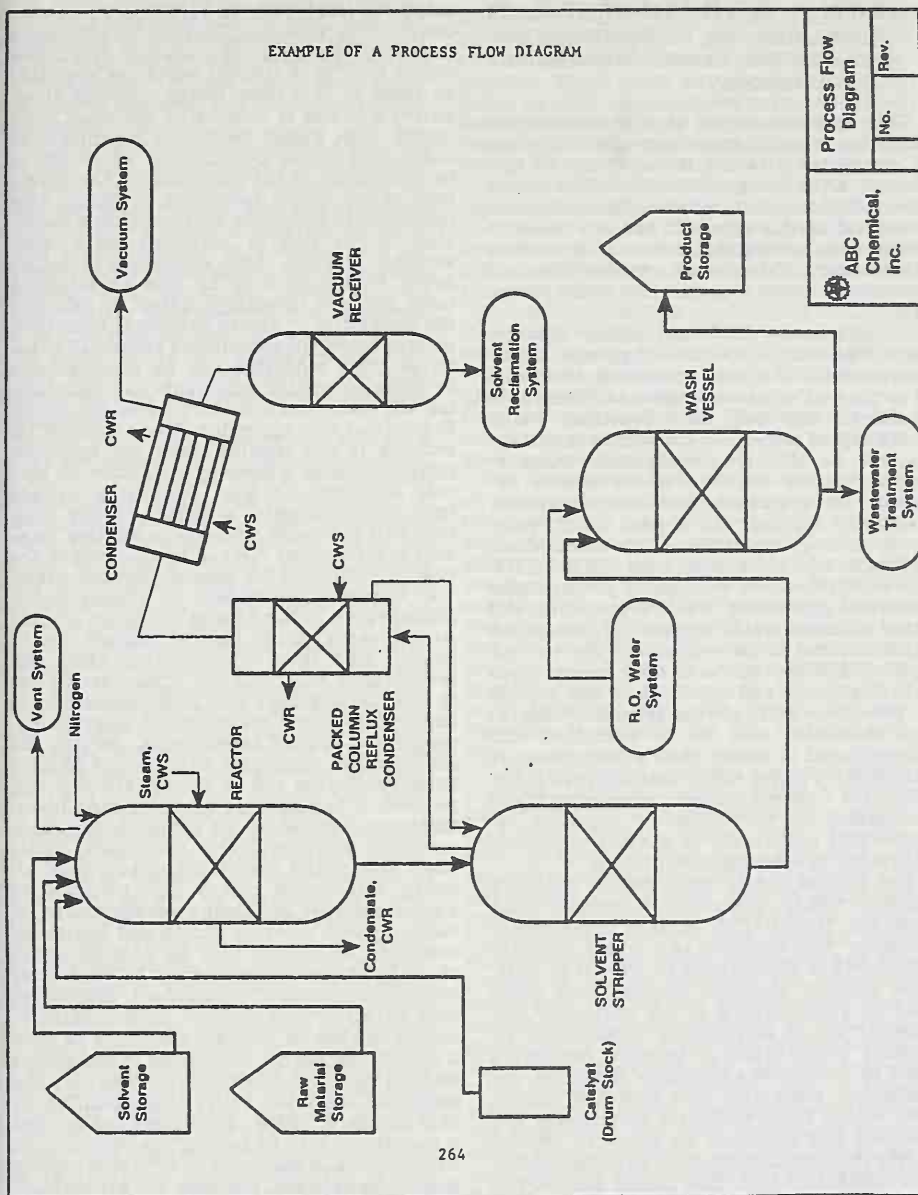 EXAMPLE OF A PROCESS FLOW DIAGRAM
Solvent
Storage
Raw
Material
Storage
Catalyst
(Drum Stock)
Vent System
Nitrogen
Steam,
CWS
REACTOR
Condensate,
CWR
SOLVENT
STRIPPER
PACKED
COLUMN
REFLUX
CONDENSER
CWR
CWS
CONDENSER
CWR
CWS
Vacuum System
VACUUM
RECEIVER
Solvent
Reclamation
System
R.O. Water
System
WASH
VESSEL
Wastewater
Treatment
System
Product
Storage
ABC
Chemical,
Inc.
Process Flow
Diagram
No.
Rev.
264